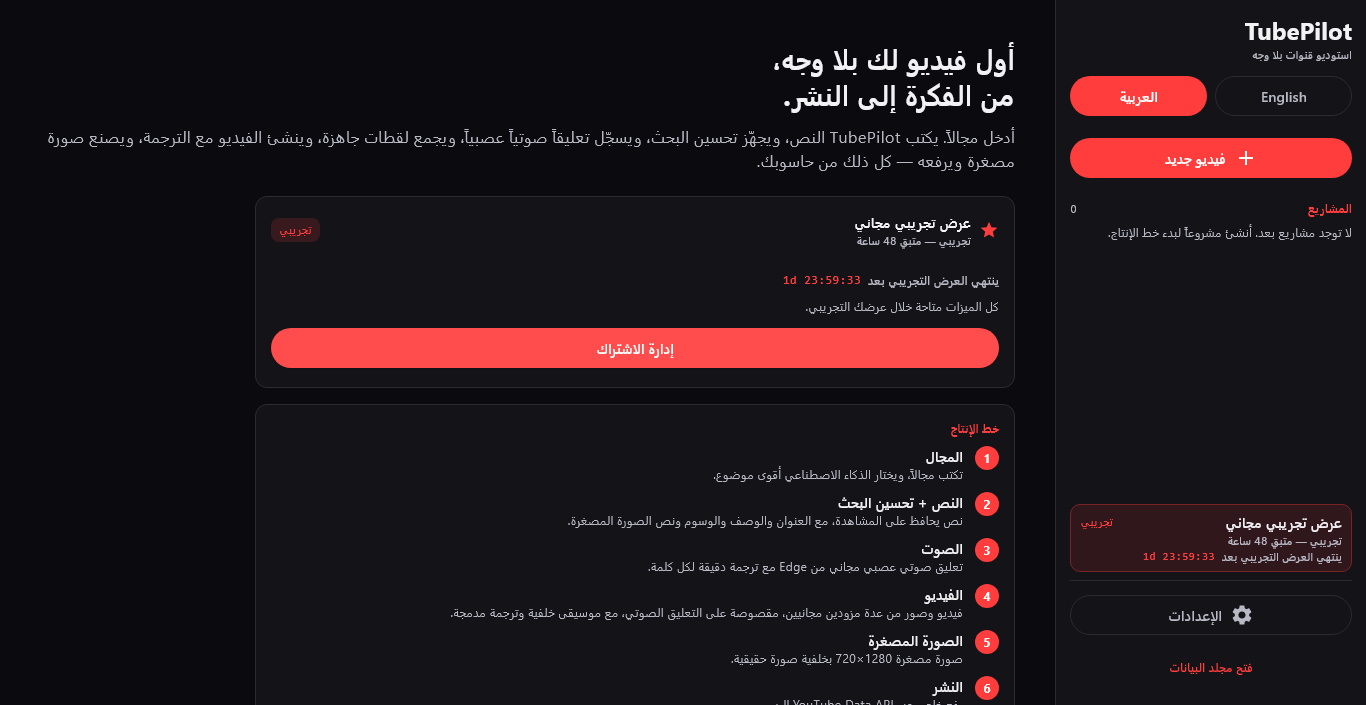 TubePilot
استوديو قنوات بلا وجه
العربية
English
فيديو جديد
المشاريع
0
لا توجد مشاريع بعد. أنشئ مشروعاً لبدء خط الإنتاج.
عرض تجريبي مجاني
تجريبي
تجريبي — متبق 48 ساعة
ينتهي العرض التجريبي بعد 1d 23:59:33
الإعدادات
فتح مجلد البيانات
أول فيديو لك بلا وجه،
من الفكرة إلى النشر.
أدخل مجالاً. يكتب TubePilot النص، ويجهّز تحسين البحث، ويسجّل تعليقاً صوتياً عصبياً، ويجمع لقطات جاهزة، وينشئ الفيديو مع الترجمة، ويصنع صورة
مصغرة ويرفعه — كل ذلك من حاسوبك.
عرض تجريبي مجاني
تجريبي
تجريبي — متبق 48 ساعة
ينتهي العرض التجريبي بعد 1d 23:59:33
كل الميزات متاحة خلال عرضك التجريبي.
إدارة الاشتراك
خط الإنتاج
1
المجال
تكتب مجالاً، ويختار الذكاء الاصطناعي أقوى موضوع.
2
النص + تحسين البحث
نص يحافظ على المشاهدة، مع العنوان والوصف والوسوم ونص الصورة المصغرة.
3
الصوت
تعليق صوتي عصبي مجاني من Edge مع ترجمة دقيقة لكل كلمة.
4
الفيديو
فيديو وصور من عدة مزودين مجانيين، مقصوصة على التعليق الصوتي، مع موسيقى خلفية وترجمة مدمجة.
5
الصورة المصغرة
صورة مصغرة 1280×720 بخلفية صورة حقيقية.
6
النشر
YouTube Data API